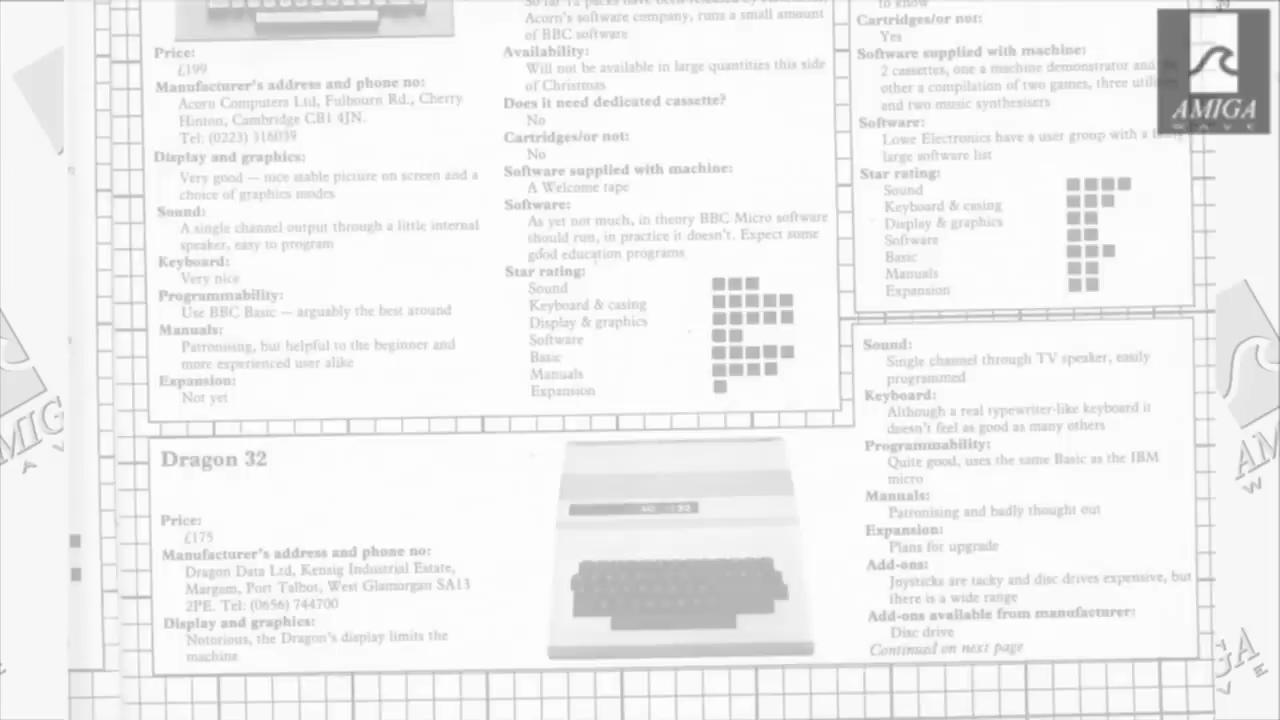 Price:
£199
Manufacturer's address and phone no:
Acorn Computers Ltd, Fulbourn Rd., Cherry
Hinton, Cambridge CB1 4JN.
Tel: (0223) 316039
Display and graphics:
Very good — nice stable picture on screen and a
choice of graphics modes
Sound:
A single channel output through a little internal
speaker, easy to program
Keyboard:
Very nice
Programmability:
Use BBC Basic — arguably the best around
Manuals:
Patronising, but helpful to the beginner and
more experienced user alike
Expansion:
Not yet
So far 12 packs have been released by
Acorn's software company, runs a small amount
of BBC software
Availability:
Will not be available in large quantities this side
of Christmas
Does it need dedicated cassette?
No
Cartridges/or not:
No
Software supplied with machine:
A Welcome tape
Software:
As yet not much, in theory BBC Micro software
should run, in practice it doesn't. Expect some
good education programs
Star rating:
Sound
Keyboard & casing
Display & graphics
Software
Basic
Manuals
Expansion
to know
Cartridges/or not:
Yes
Software supplied with machine:
2 cassettes, one a machine demonstrator and
other a compilation of two games, three
and two music synthesisers
Software:
Lowe Electronics have a user group with a
large software list
Star rating:
Sound
Keyboard & casing
Display & graphics
Software
Basic
Manuals
Expansion
Dragon 32
Price:
£175
Manufacturer's address and phone no:
Dragon Data Ltd, Kenfig Industrial Estate,
Margam, Port Talbot, West Glamorgan SA13
2PE. Tel: (0656) 744700
Display and graphics:
Notorious, the Dragon's display limits the
machine
Sound:
Single channel through TV speaker, easily
programmed
Keyboard:
Although a real typewriter-like keyboard it
doesn't feel as good as many others
Programmability:
Quite good, uses the same Basic as the IBM
micro
Manuals:
Patronising and badly thought out
Expansion:
Plans for upgrade
Add-ons:
Joysticks are tacky and disc drives expensive, but
there is a wide range
Add-ons available from manufacturer:
Disc drive
Continued on next page
AMIGA
WAVE